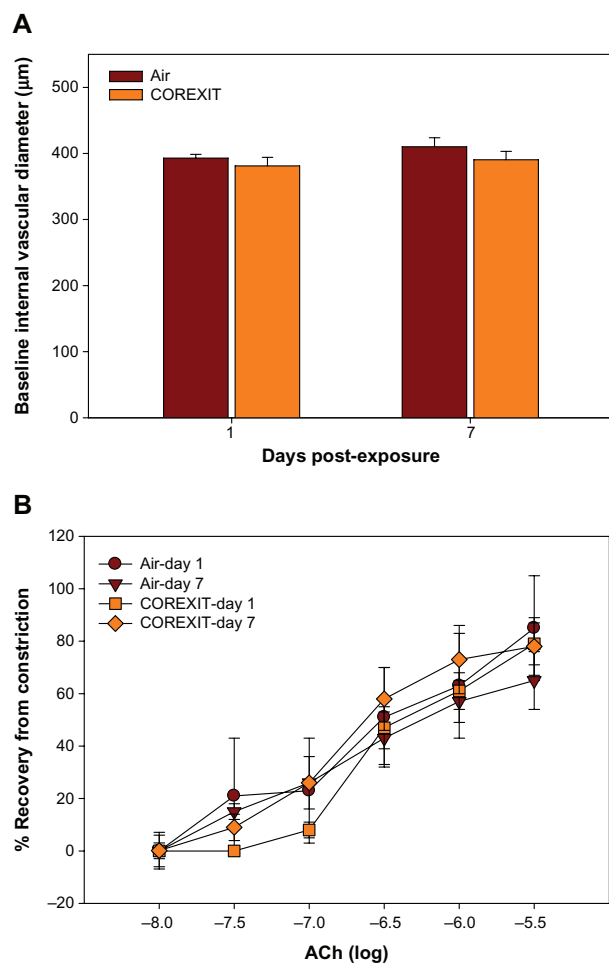 A
Baseline internal vascular diameter (µm)
500
400
300
200
100
0
Air
COREXIT
1
7
Days post-exposure
B
% Recovery from constriction
120
100
80
60
40
20
0
–20
Air-day 1
Air-day 7
COREXIT-day 1
COREXIT-day 7
–8.0
–7.5
–7.0
–6.5
–6.0
–5.5
ACh (log)